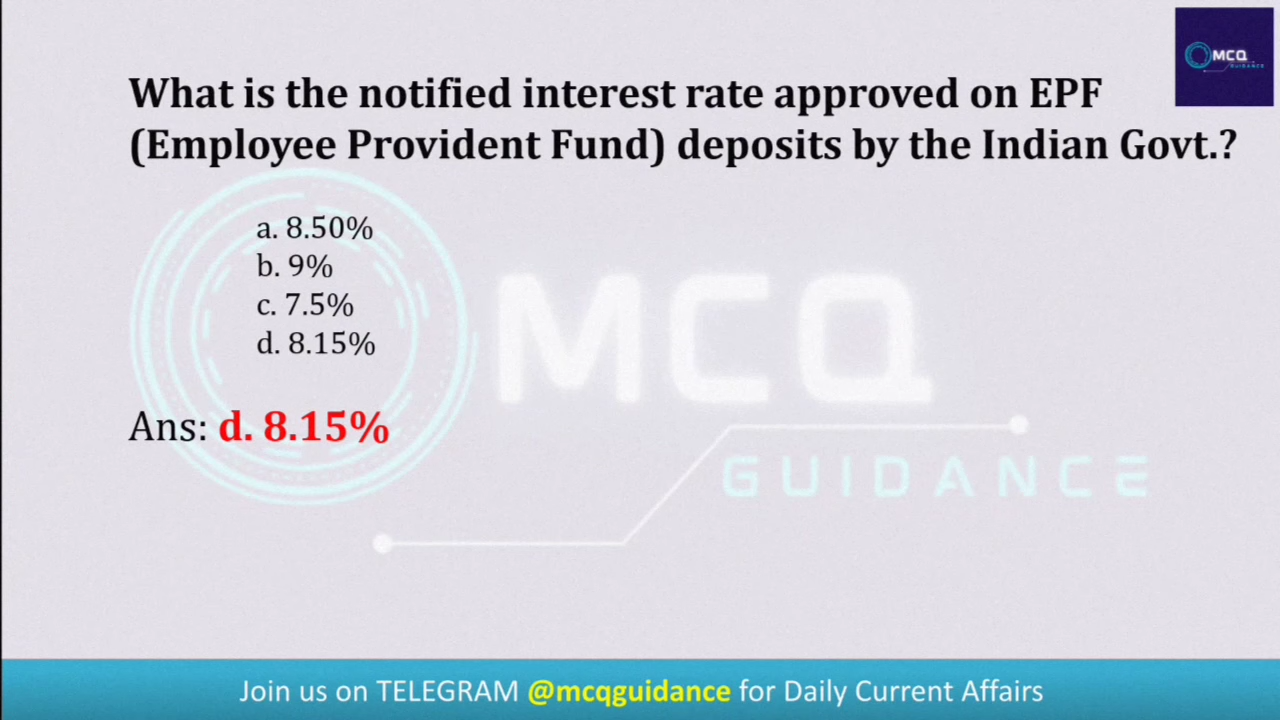 MCQ
GUIDANCE
What is the notified interest rate approved on EPF
(Employee Provident Fund) deposits by the Indian Govt.?
a. 8.50%
b. 9%
c. 7.5%
d. 8.15%
Ans: d. 8.15%
MCQ
GUIDANCE
Join us on TELEGRAM @mcqguidance for Daily Current Affairs